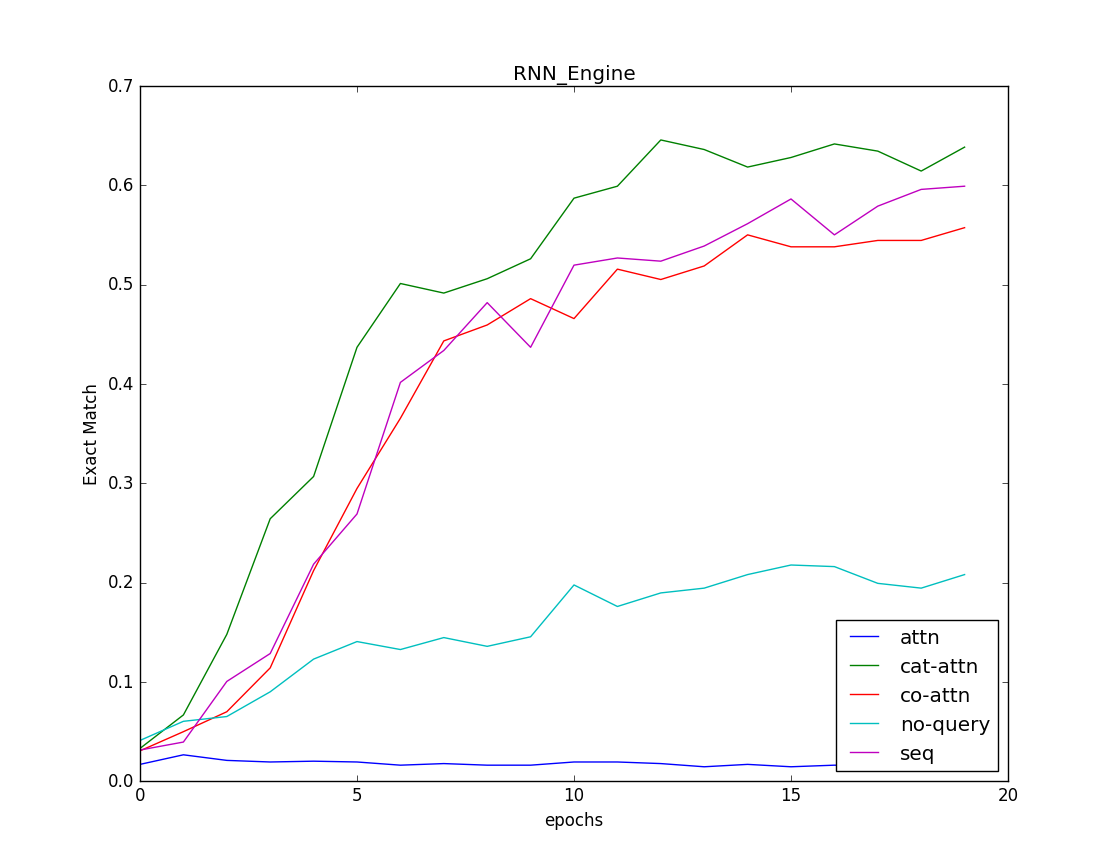 RNN_Engine
0.7
0.6
0.5
0.4
0.3
0.2
0.1
0.0
Exact Match
0 5 10 15 20
epochs
attn
cat-attn
co-attn
no-query
seq